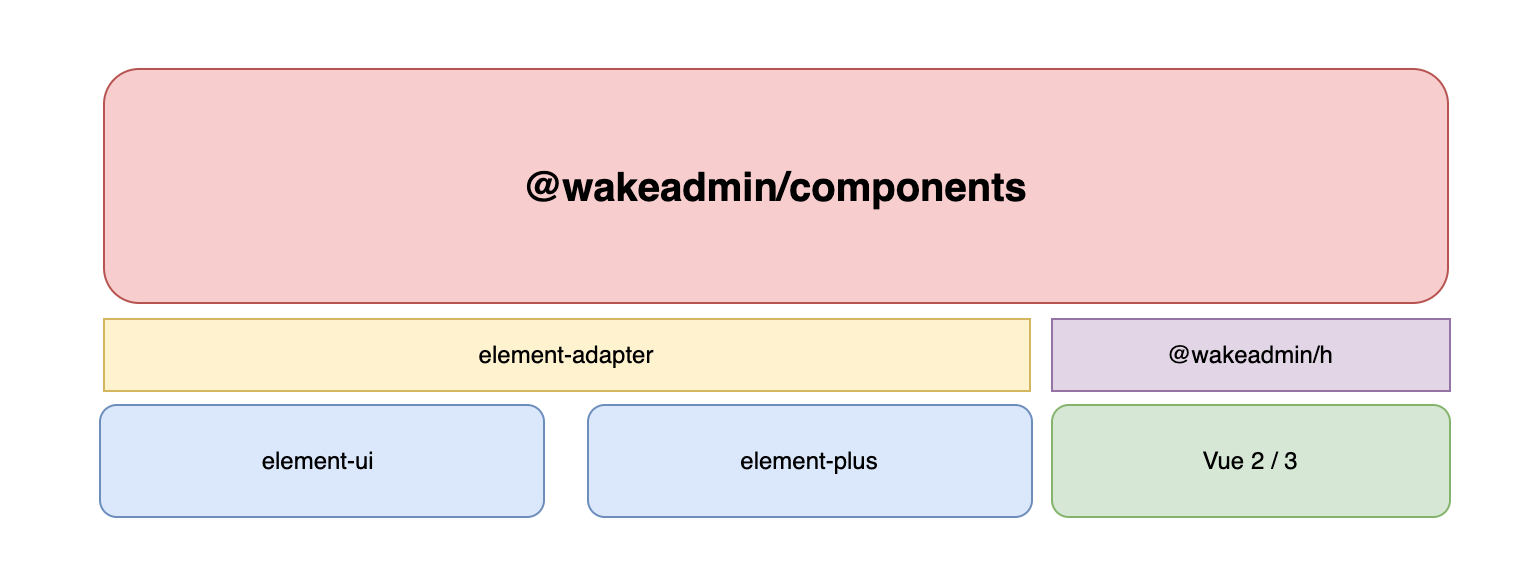 @wakeadmin/components
element-adapter
@wakeadmin/h
element-ui
element-plus
Vue 2 / 3